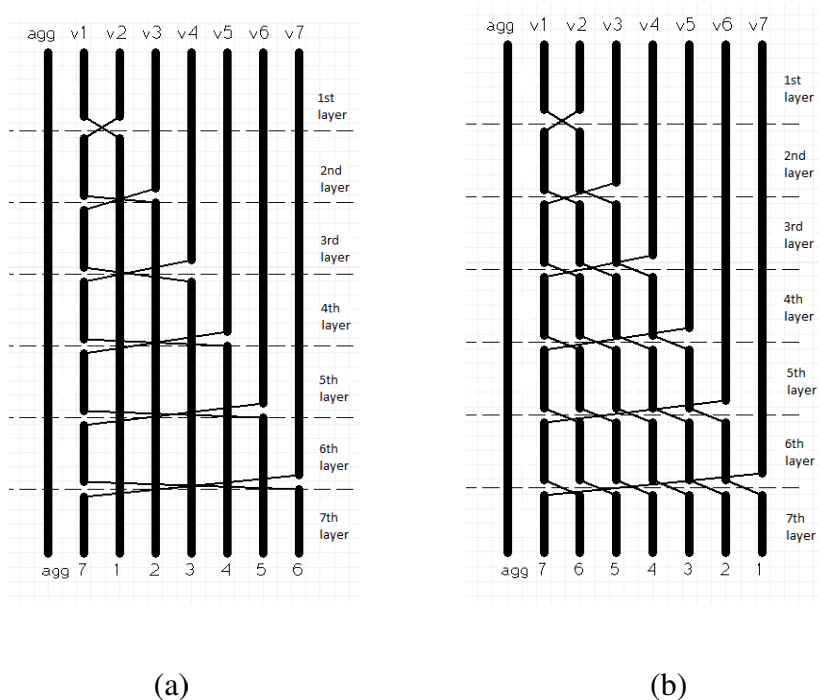 agg v1 v2 v3 v4 v5 v6 v7
1st
layer
2nd
layer
3rd
layer
4th
layer
5th
layer
6th
layer
7th
layer
agg 7 1 2 3 4 5 6
(a)
agg v1 v2 v3 v4 v5 v6 v7
1st
layer
2nd
layer
3rd
layer
4th
layer
5th
layer
6th
layer
7th
layer
agg 7 6 5 4 3 2 1
(b)